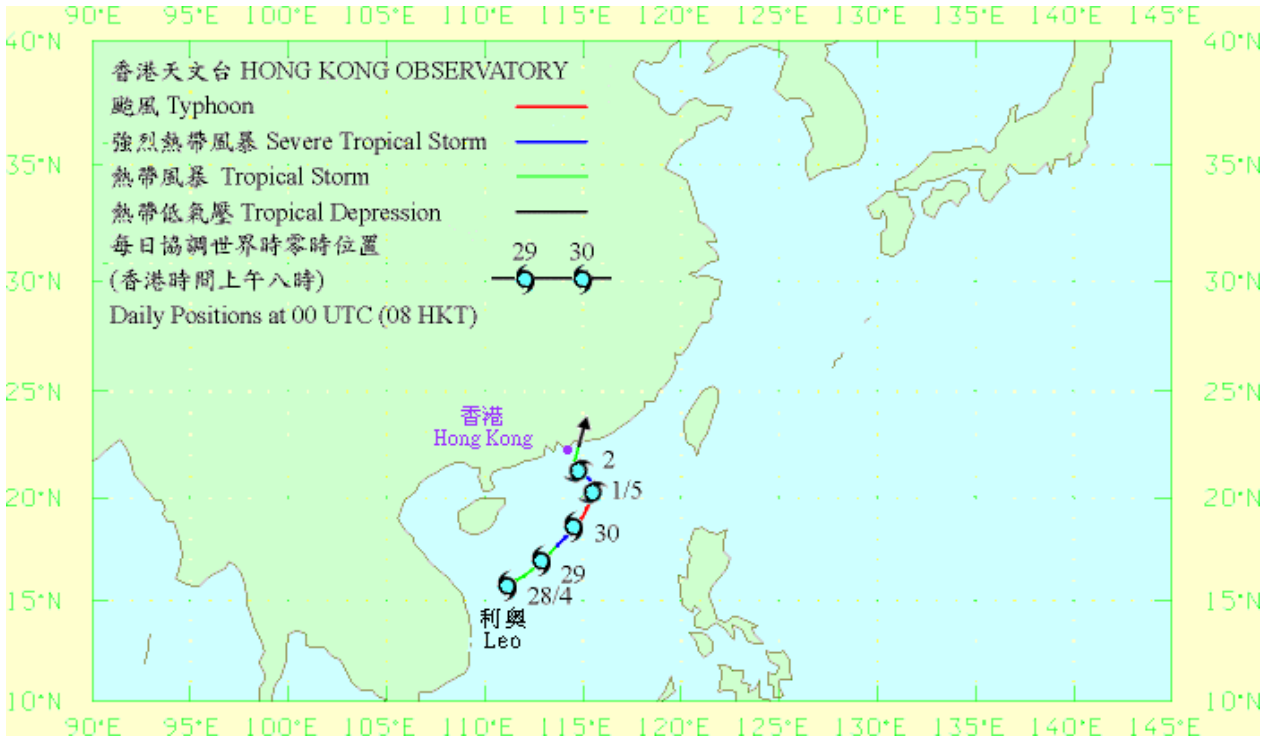 90°E 95°E 100°E 105°E 110°E 115°E 120°E 125°E 130°E 135°E 140°E 145°E
40°N 40°N
香港天文台 HONG KONG OBSERVATORY
颱風 Typhoon
強烈熱帶風暴 Severe Tropical Storm
35°N 35°N
熱帶風暴 Tropical Storm
熱帶低氣壓 Tropical Depression
每日協調世界時零時位置
29 30
30°N 30°N
(香港時間上午八時)
Daily Positions at 00 UTC (08 HKT)
25°N 25°N
香港
Hong Kong
2
1/5
20°N 20°N
30
29
28/4
15°N 15°N
利奧
Leo
10°N 10°N
90°E 95°E 100°E 105°E 110°E 115°E 120°E 125°E 130°E 135°E 140°E 145°E